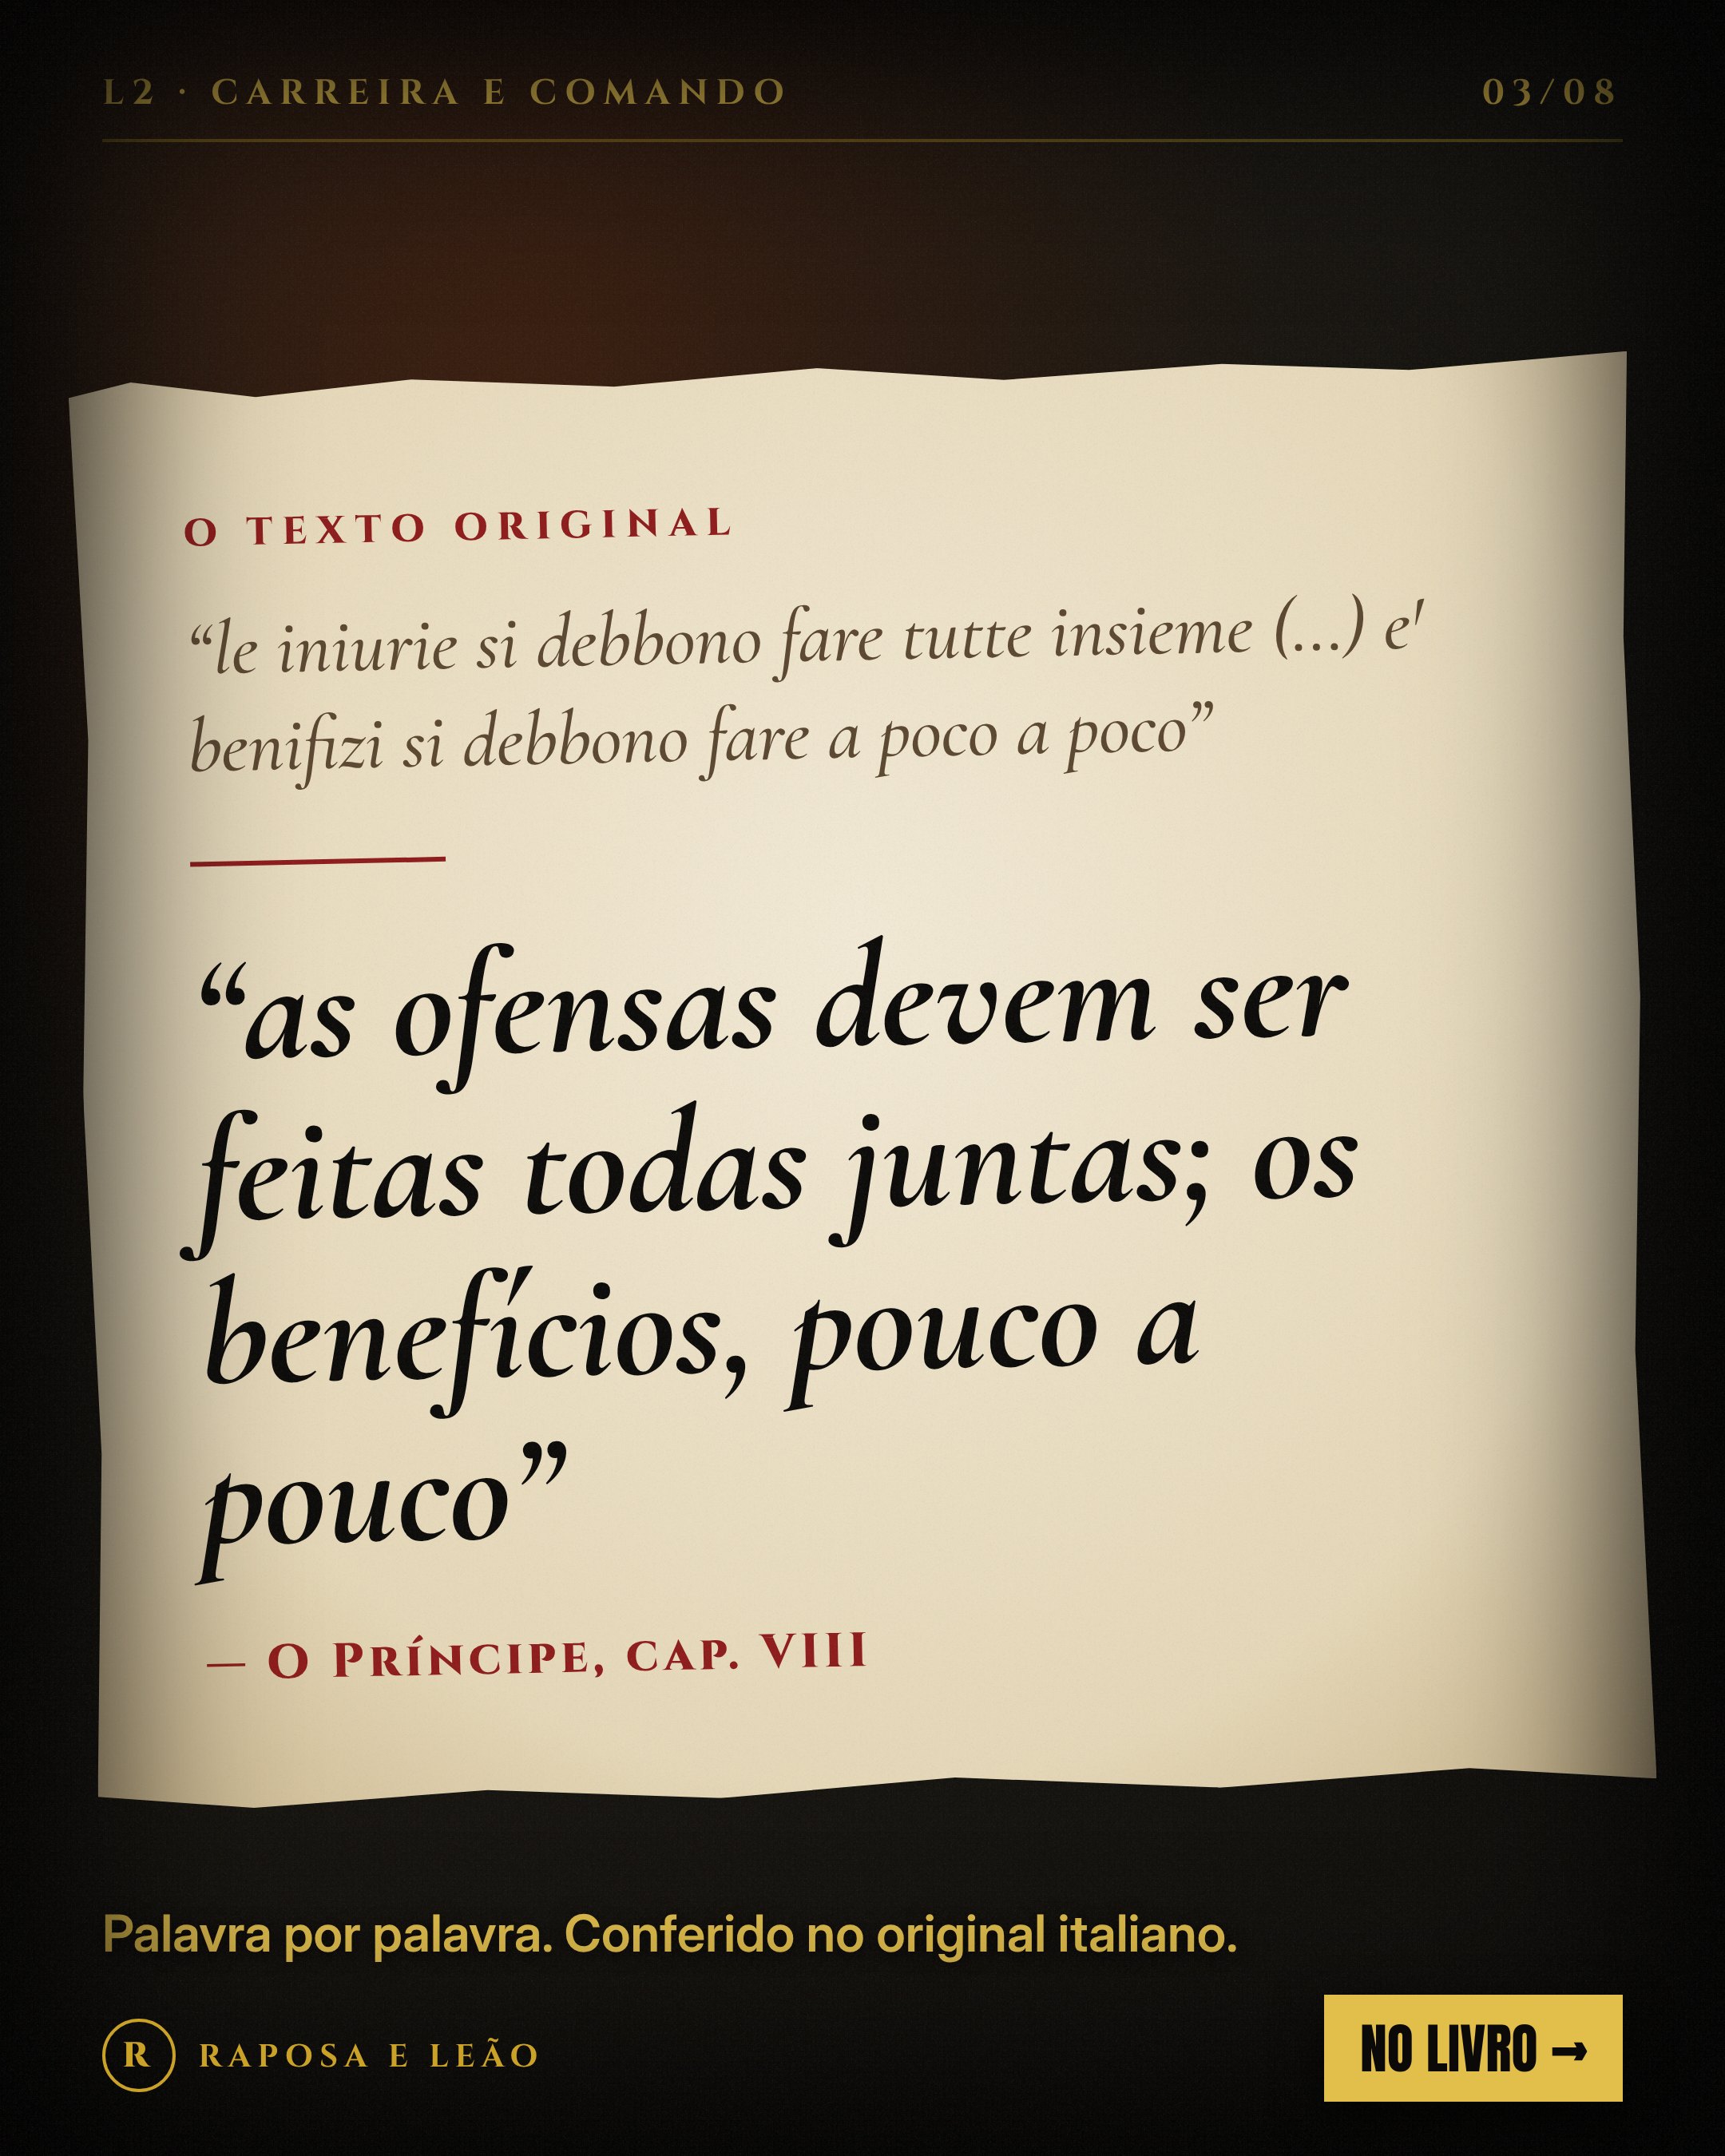 L2 · CARREIRA E COMANDO
03/08
O TEXTO ORIGINAL
“le iniurie si debbono fare tutte insieme (…) e'
benifizi si debbono fare a poco a poco”
“as ofensas devem ser
feitas todas juntas; os
benefícios, pouco a
pouco”
— O Príncipe, cap. VIII
Palavra por palavra. Conferido no original italiano.
R RAPOSA E LEÃO
NO LIVRO →